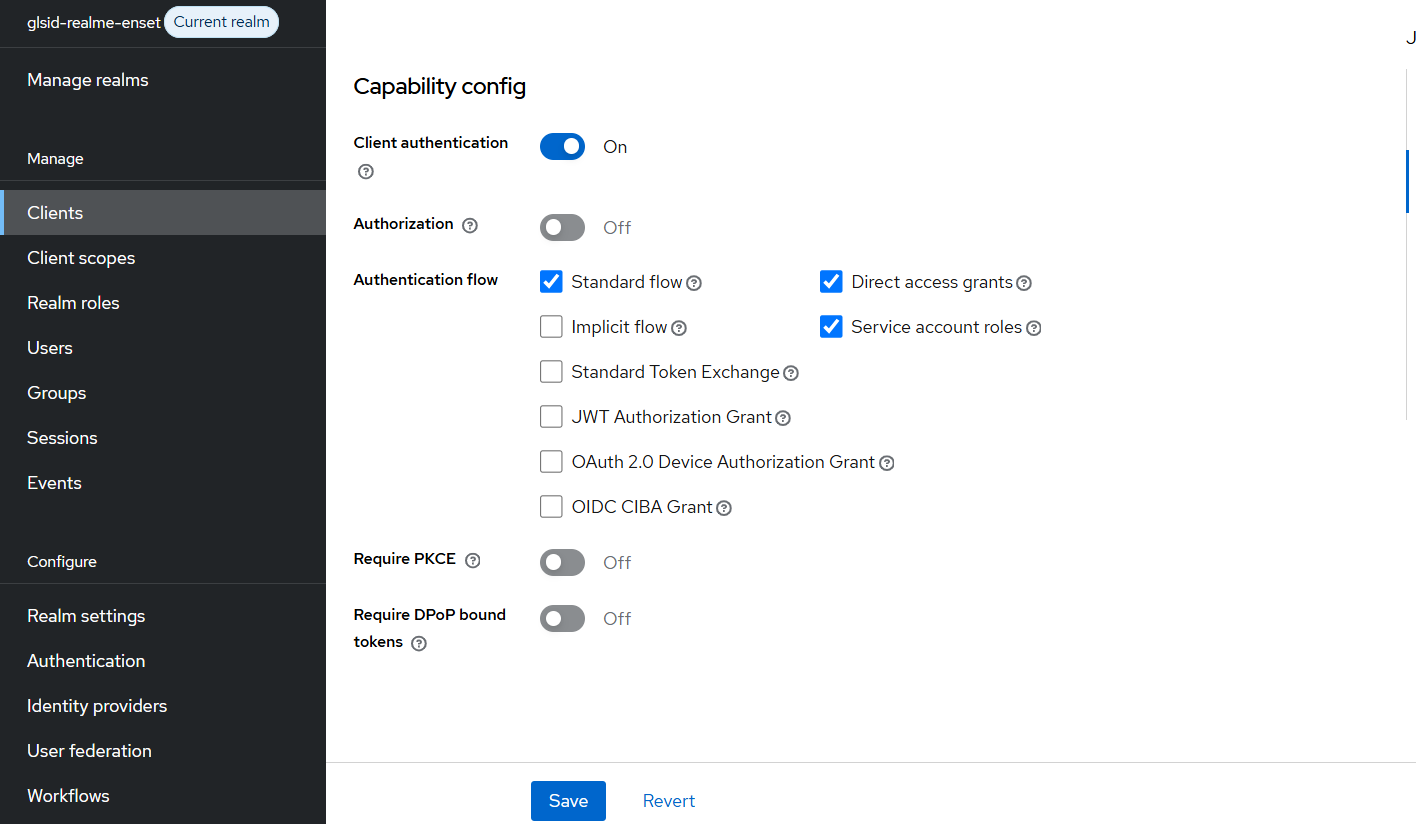 glsid-realme-enset Current realm
Manage realms
Manage
Clients
Client scopes
Realm roles
Users
Groups
Sessions
Events
Configure
Realm settings
Authentication
Identity providers
User federation
Workflows
J
Capability config
Client authentication
On
Authorization
Off
Authentication flow
Standard flow
Direct access grants
Implicit flow
Service account roles
Standard Token Exchange
JWT Authorization Grant
OAuth 2.0 Device Authorization Grant
OIDC CIBA Grant
Require PKCE
Off
Require DPoP bound
tokens
Off
Save
Revert